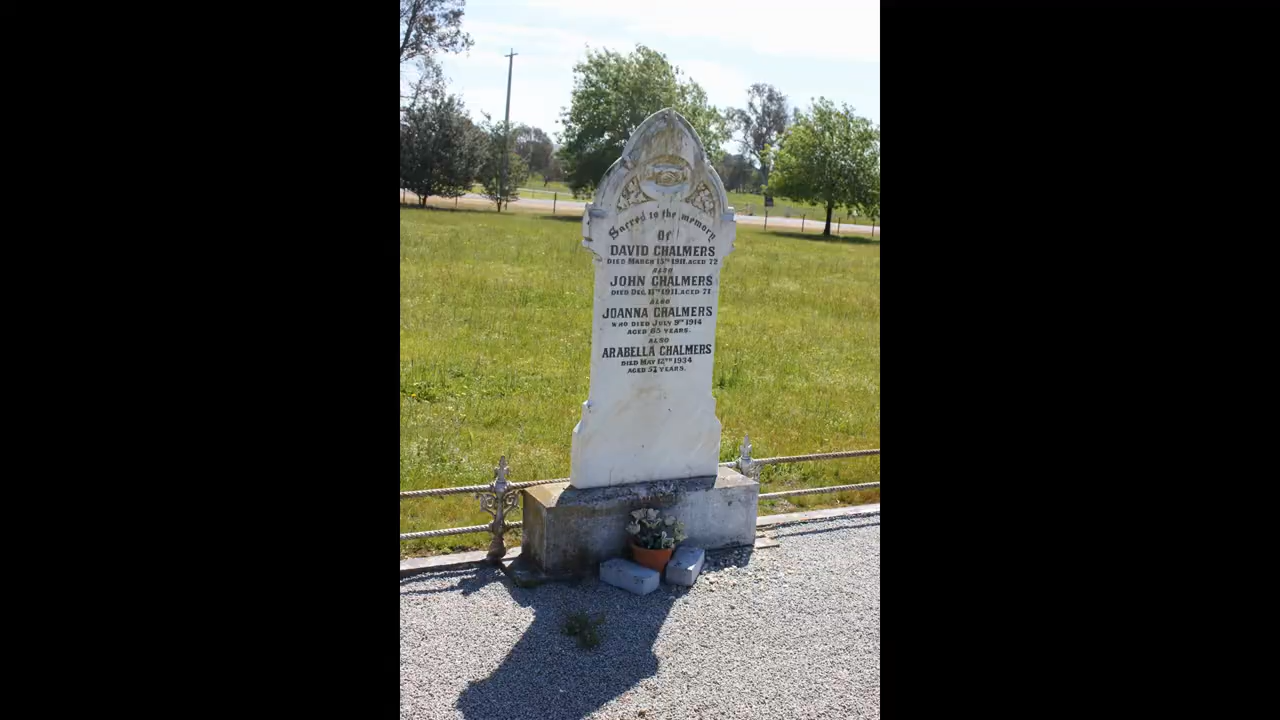 Sacred to the memory
OF
DAVID CHALMERS
DIED MARCH 15TH 1911. AGED 72
ALSO
JOHN CHALMERS
DIED DEC. 11TH 1911. AGED 71
ALSO
JOANNA CHALMERS
WHO DIED JULY 9TH 1914
AGED 65 YEARS.
ALSO
ARABELLA CHALMERS
DIED MAY 12TH 1934
AGED 57 YEARS.